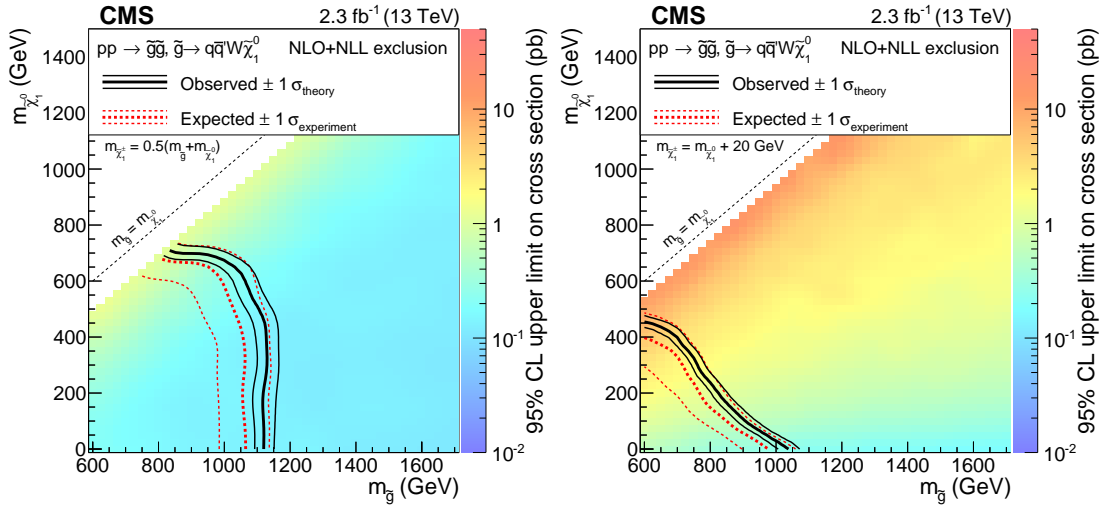 CMS 2.3 fb⁻¹ (13 TeV)
pp → g̃g̃, g̃→ qq̄'Wχ̃₁⁰ NLO+NLL exclusion
Observed ± 1 σ_theory
Expected ± 1 σ_experiment
m_χ̃₁± = 0.5(m_g̃+m_χ̃₁⁰)
m_g̃ = m_χ̃₁⁰
m_χ̃₁⁰ (GeV)
1400
1200
1000
800
600
400
200
0
600 800 1000 1200 1400 1600
m_g̃ (GeV)
10
1
10⁻¹
10⁻²
95% CL upper limit on cross section (pb)
CMS 2.3 fb⁻¹ (13 TeV)
pp → g̃g̃, g̃→ qq̄'Wχ̃₁⁰ NLO+NLL exclusion
Observed ± 1 σ_theory
Expected ± 1 σ_experiment
m_χ̃₁± = m_χ̃₁⁰ + 20 GeV
m_g̃ = m_χ̃₁⁰
m_χ̃₁⁰ (GeV)
1400
1200
1000
800
600
400
200
0
600 800 1000 1200 1400 1600
m_g̃ (GeV)
10
1
10⁻¹
10⁻²
95% CL upper limit on cross section (pb)